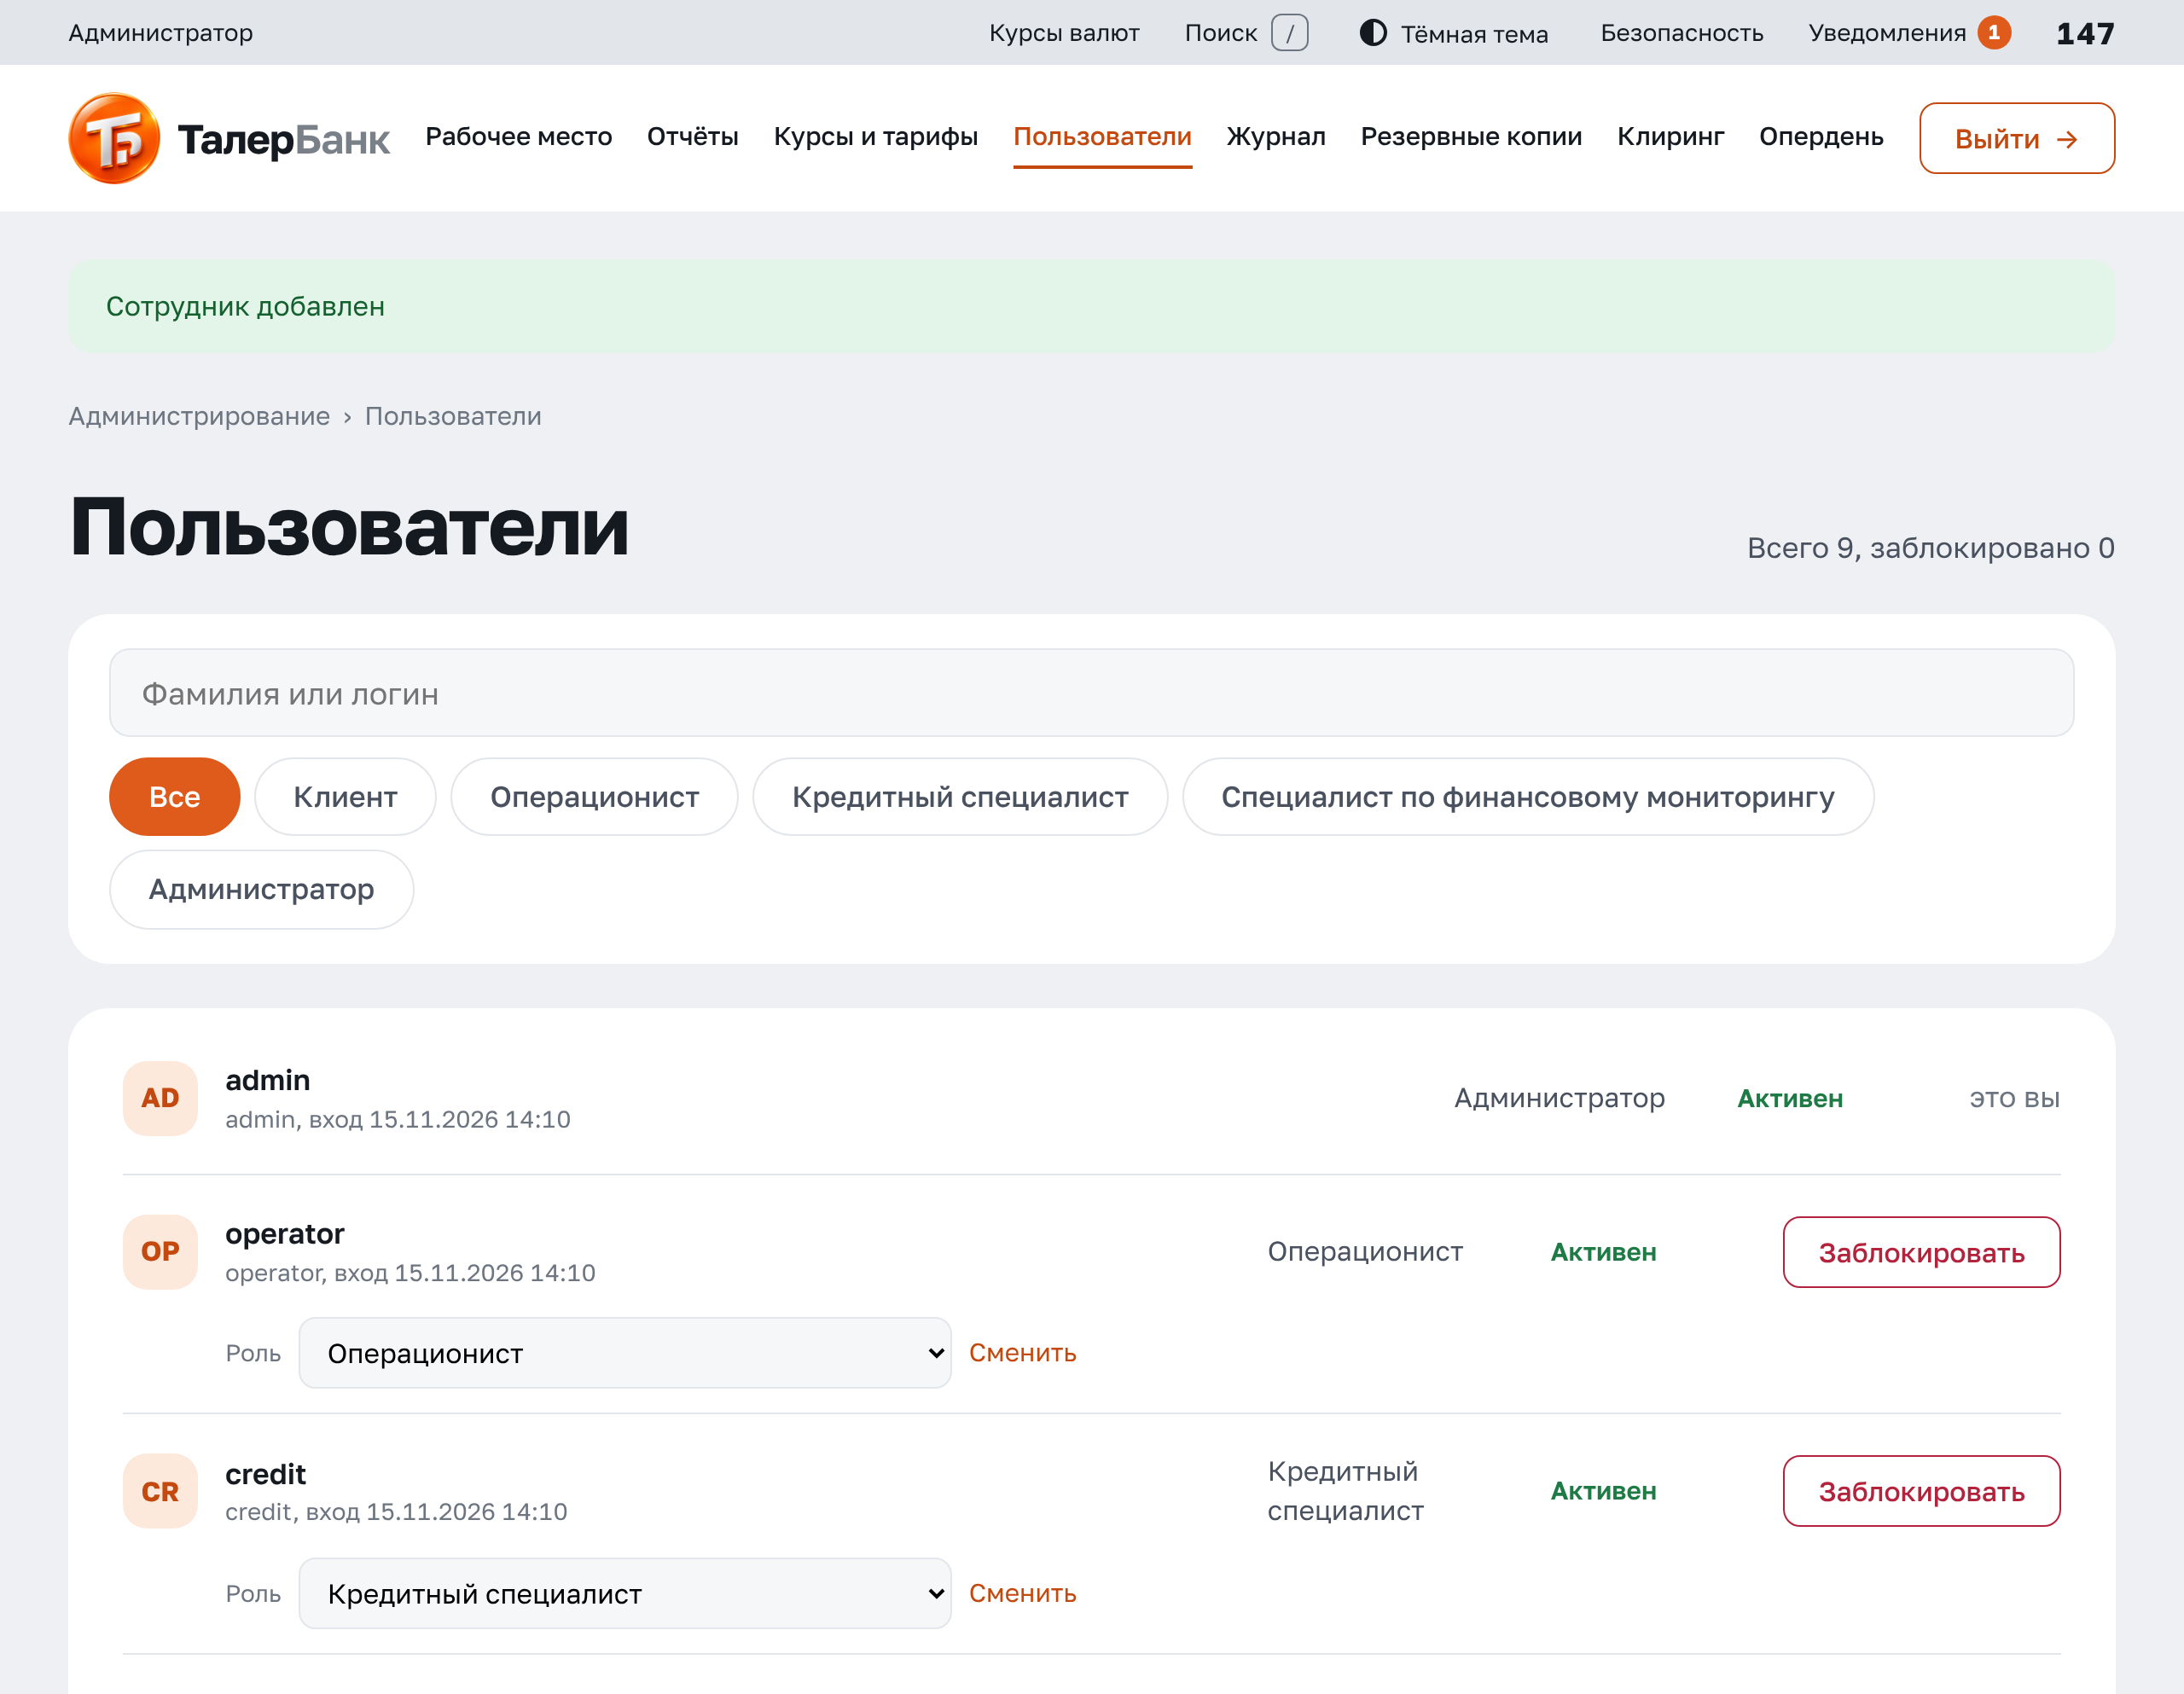 Администратор
Курсы валют
Поиск /
Тёмная тема
Безопасность
Уведомления 1
147
ТалерБанк
Рабочее место
Отчёты
Курсы и тарифы
Пользователи
Журнал
Резервные копии
Клиринг
Опердень
Выйти →
Сотрудник добавлен
Администрирование › Пользователи
Пользователи
Всего 9, заблокировано 0
Фамилия или логин
Все
Клиент
Операционист
Кредитный специалист
Специалист по финансовому мониторингу
Администратор
AD
admin
admin, вход 15.11.2026 14:10
Администратор
Активен
это вы
OP
operator
operator, вход 15.11.2026 14:10
Операционист
Активен
Заблокировать
Роль
Операционист
Сменить
CR
credit
credit, вход 15.11.2026 14:10
Кредитный
специалист
Активен
Заблокировать
Роль
Кредитный специалист
Сменить